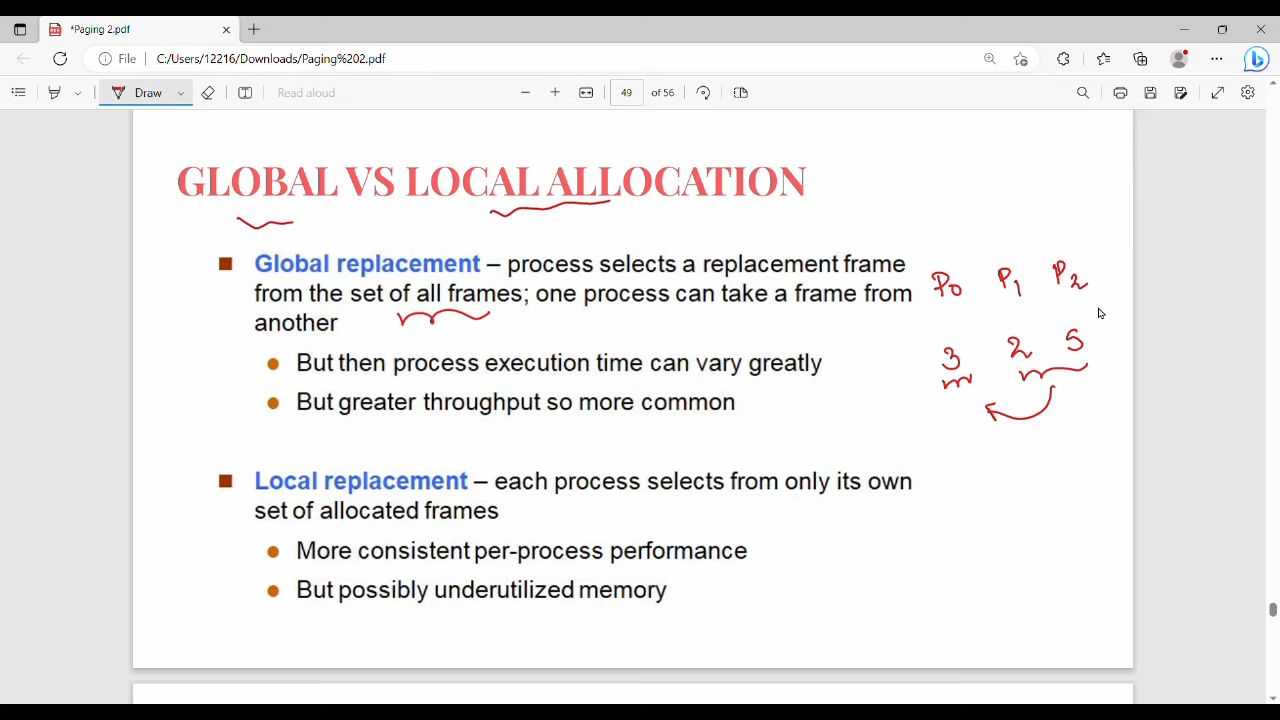 *Paging 2.pdf
File
C:/Users/12216/Downloads/Paging%202.pdf
Draw
Read aloud
49 of 56
GLOBAL VS LOCAL ALLOCATION
Global replacement – process selects a replacement frame
from the set of all frames; one process can take a frame from
another
But then process execution time can vary greatly
But greater throughput so more common
P0 P1 P2
3 2 5
Local replacement – each process selects from only its own
set of allocated frames
More consistent per-process performance
But possibly underutilized memory